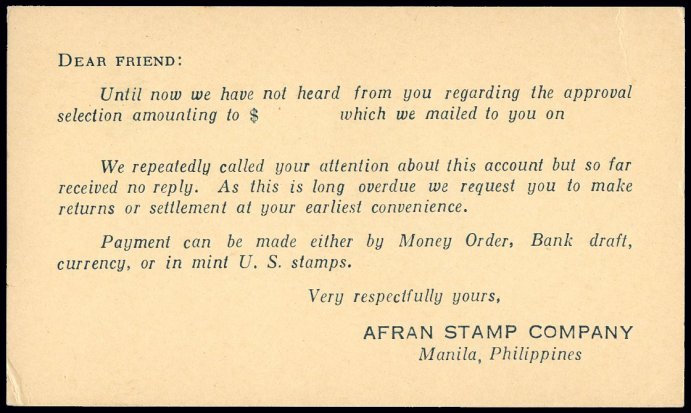 DEAR FRIEND:
Until now we have not heard from you regarding the approval
selection amounting to $ which we mailed to you on
We repeatedly called your attention about this account but so far
received no reply. As this is long overdue we request you to make
returns or settlement at your earliest convenience.
Payment can be made either by Money Order, Bank draft,
currency, or in mint U. S. stamps.
Very respectfully yours,
AFRAN STAMP COMPANY
Manila, Philippines